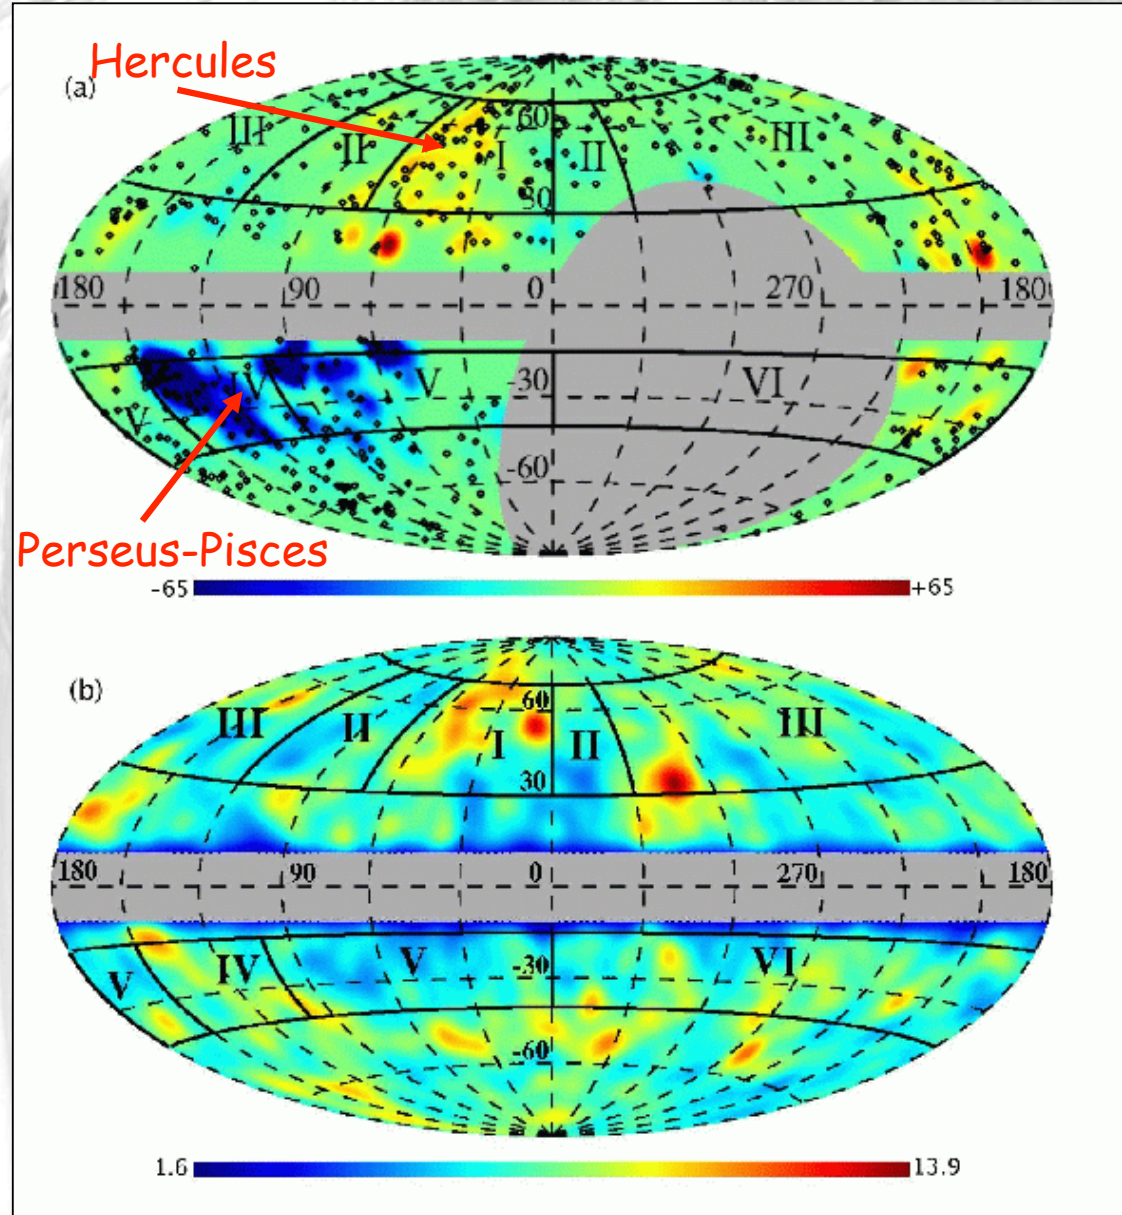 Hercules
(a)
60
III
II
I
II
III
30
180
90
0
270
180
IV
V
-30
VI
V
-60
Perseus-Pisces
-65
+65
(b)
60
III
II
I
II
III
30
180
90
0
270
180
V
IV
V
-30
VI
-60
1.6
13.9